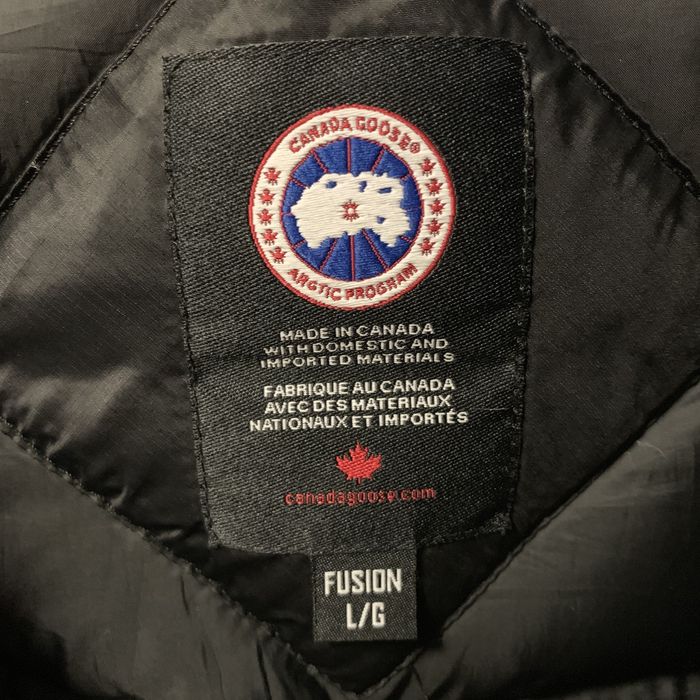 CANADA GOOSE®
ARCTIC PROGRAM
MADE IN CANADA
WITH DOMESTIC AND
IMPORTED MATERIALS
FABRIQUE AU CANADA
AVEC DES MATERIAUX
NATIONAUX ET IMPORTÉS
canadagoose.com
FUSION
L/G